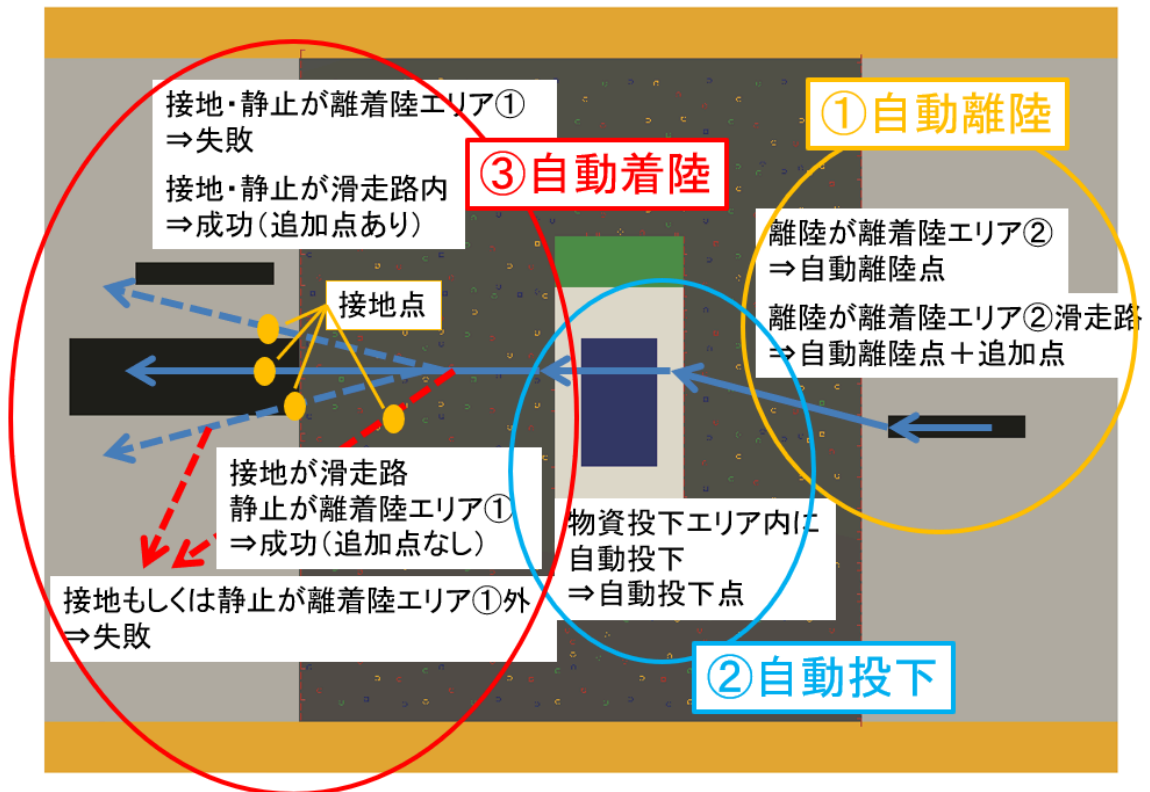 ①自動離陸
離陸が離着陸エリア②
⇒自動離陸点
離陸が離着陸エリア②滑走路
⇒自動離陸点＋追加点
②自動投下
物資投下エリア内に
自動投下
⇒自動投下点
③自動着陸
接地・静止が離着陸エリア①
⇒失敗
接地・静止が滑走路内
⇒成功（追加点あり）
接地点
接地が滑走路
静止が離着陸エリア①
⇒成功（追加点なし）
接地もしくは静止が離着陸エリア①外
⇒失敗